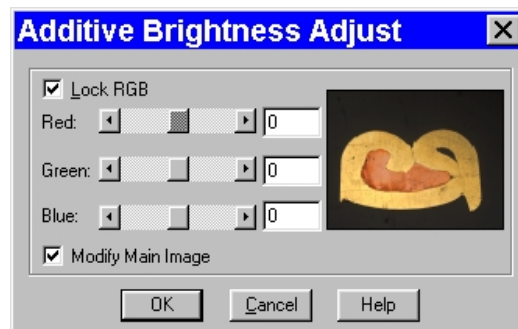 Additive Brightness Adjust
Lock RGB
Red: 0
Green: 0
Blue: 0
Modify Main Image
OK Cancel Help